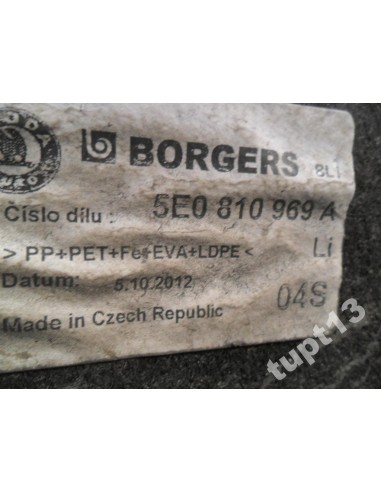 BORGERS 8L1
Číslo dílu : 5E0 810 969 A
> PP+PET+Fe+EVA+LDPE < Li
Datum: 5.10.2012 04S
Made in Czech Republic
tupt13